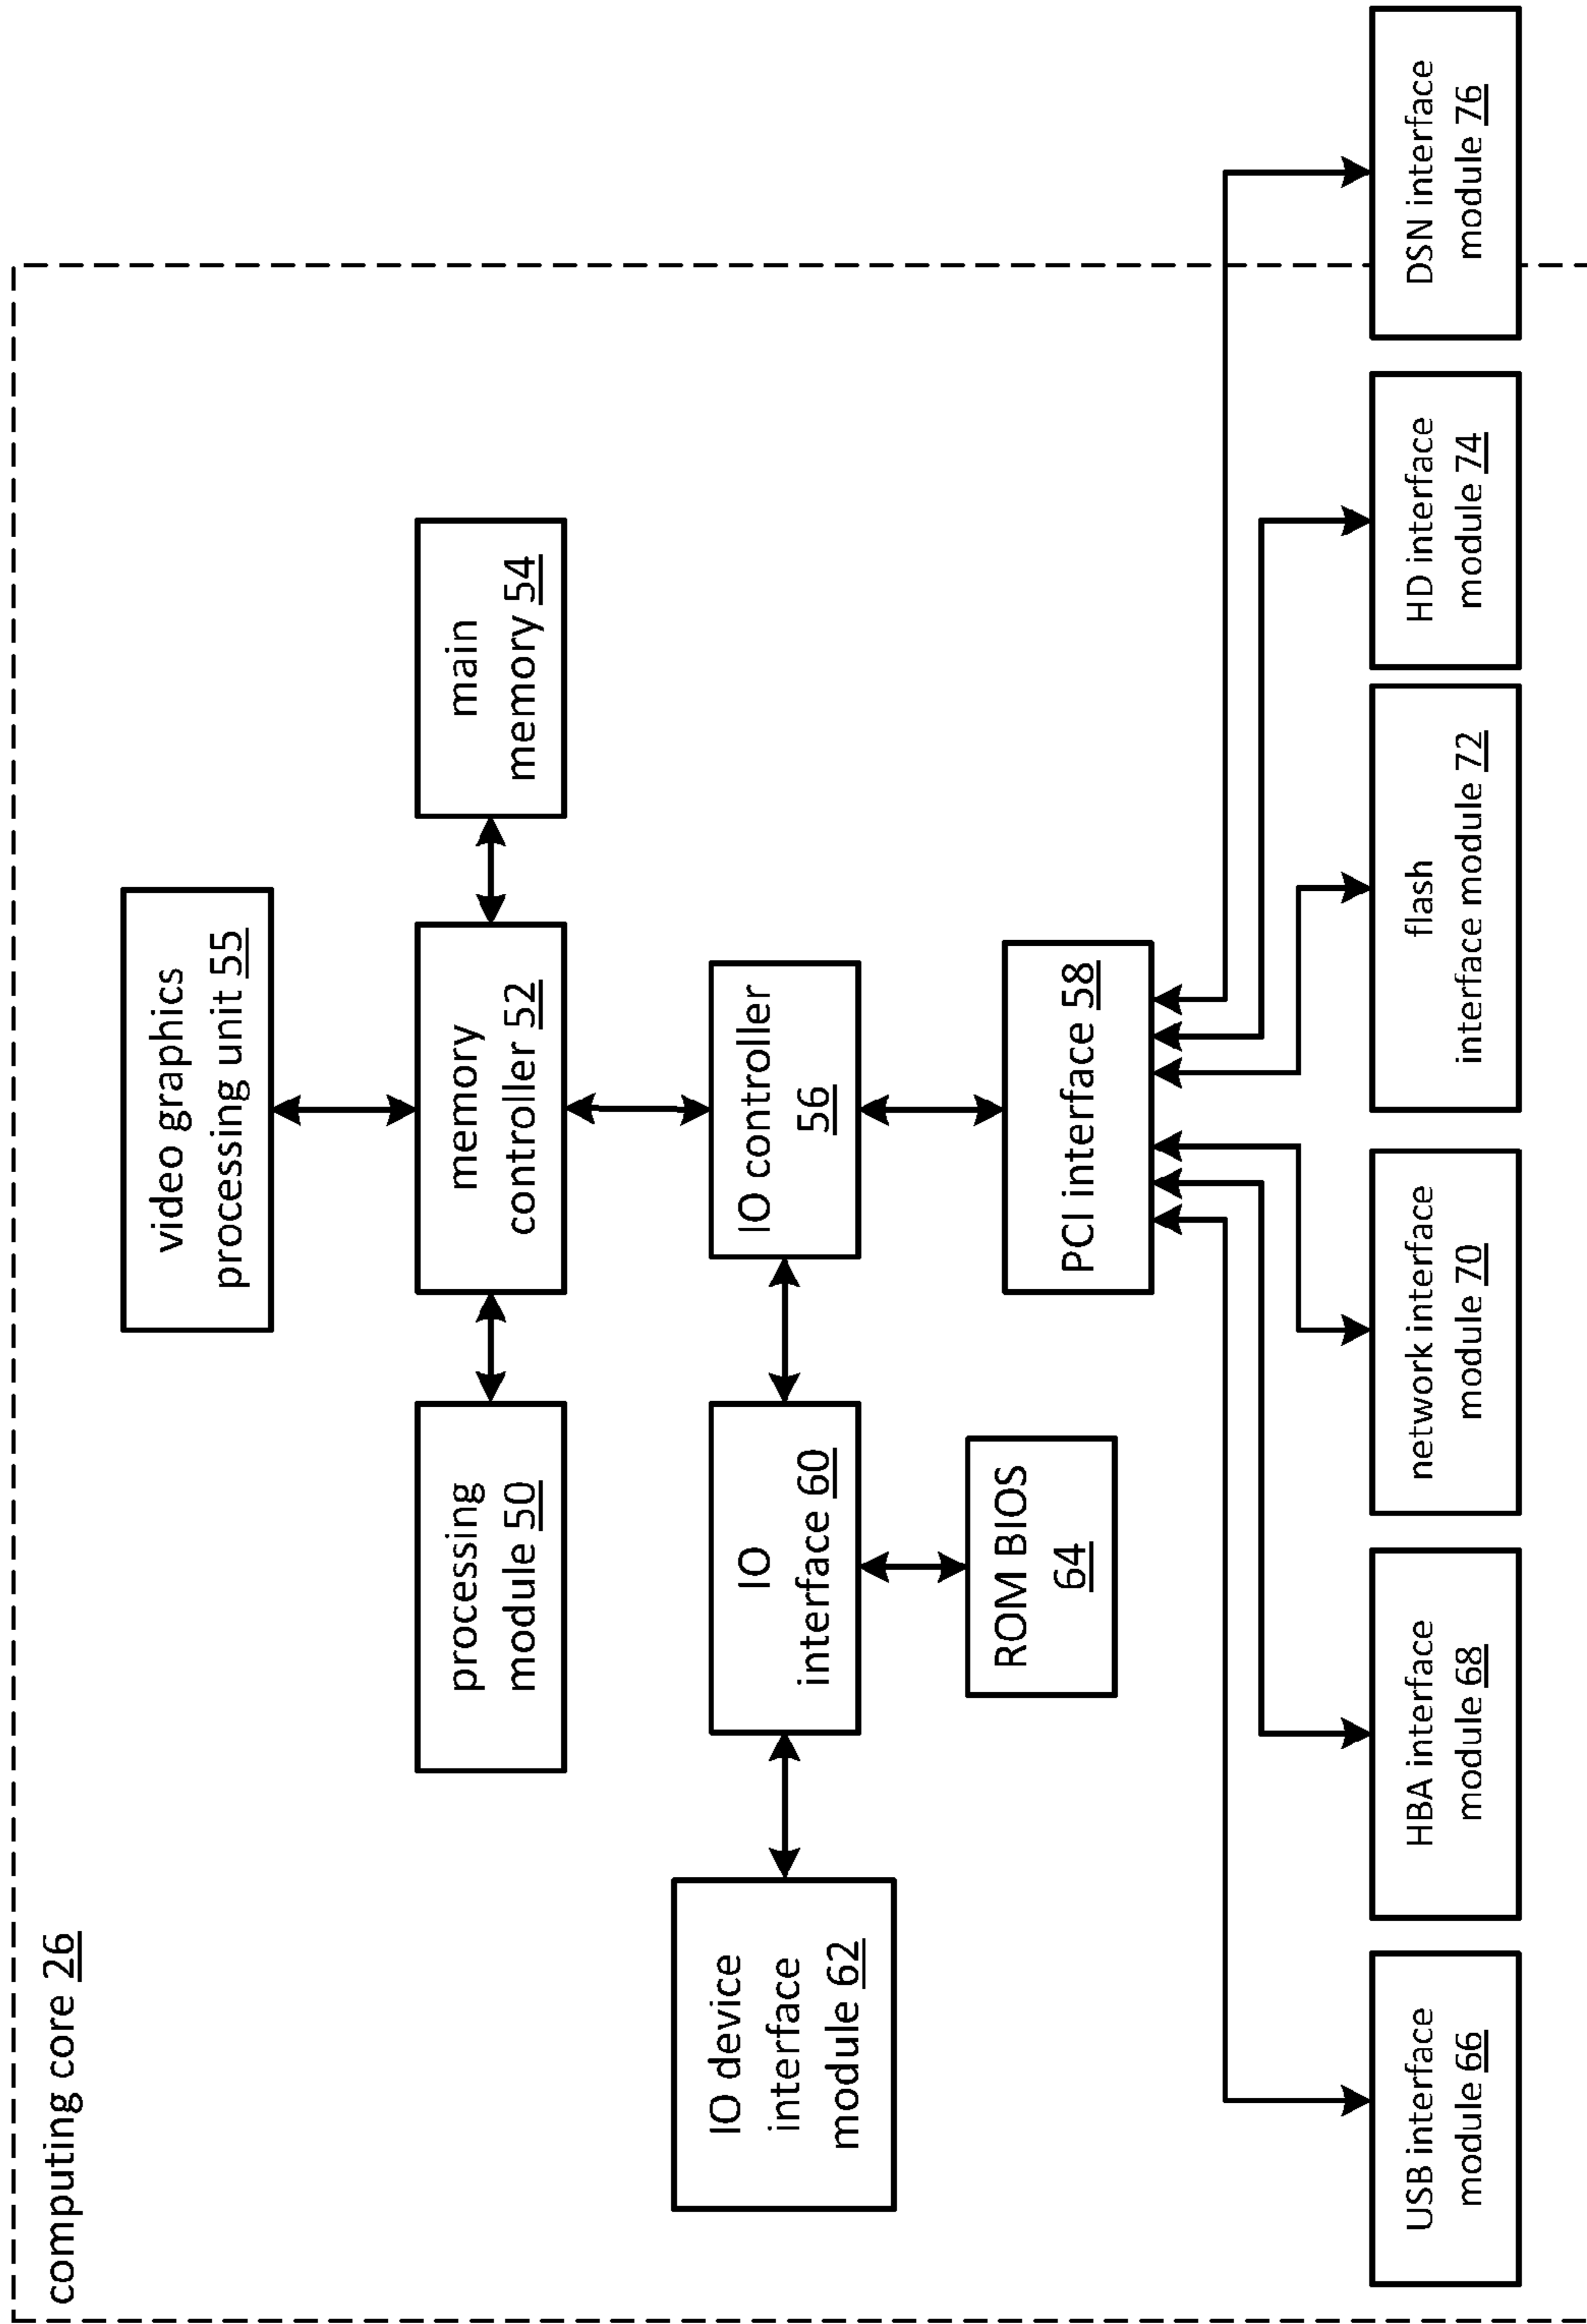 computing core 26
video graphics
processing unit 55
processing
module 50
memory
controller 52
main
memory 54
IO device
interface
module 62
IO
interface 60
IO controller
56
ROM BIOS
64
PCI interface 58
USB interface
module 66
HBA interface
module 68
network interface
module 70
flash
interface module 72
HD interface
module 74
DSN interface
module 76